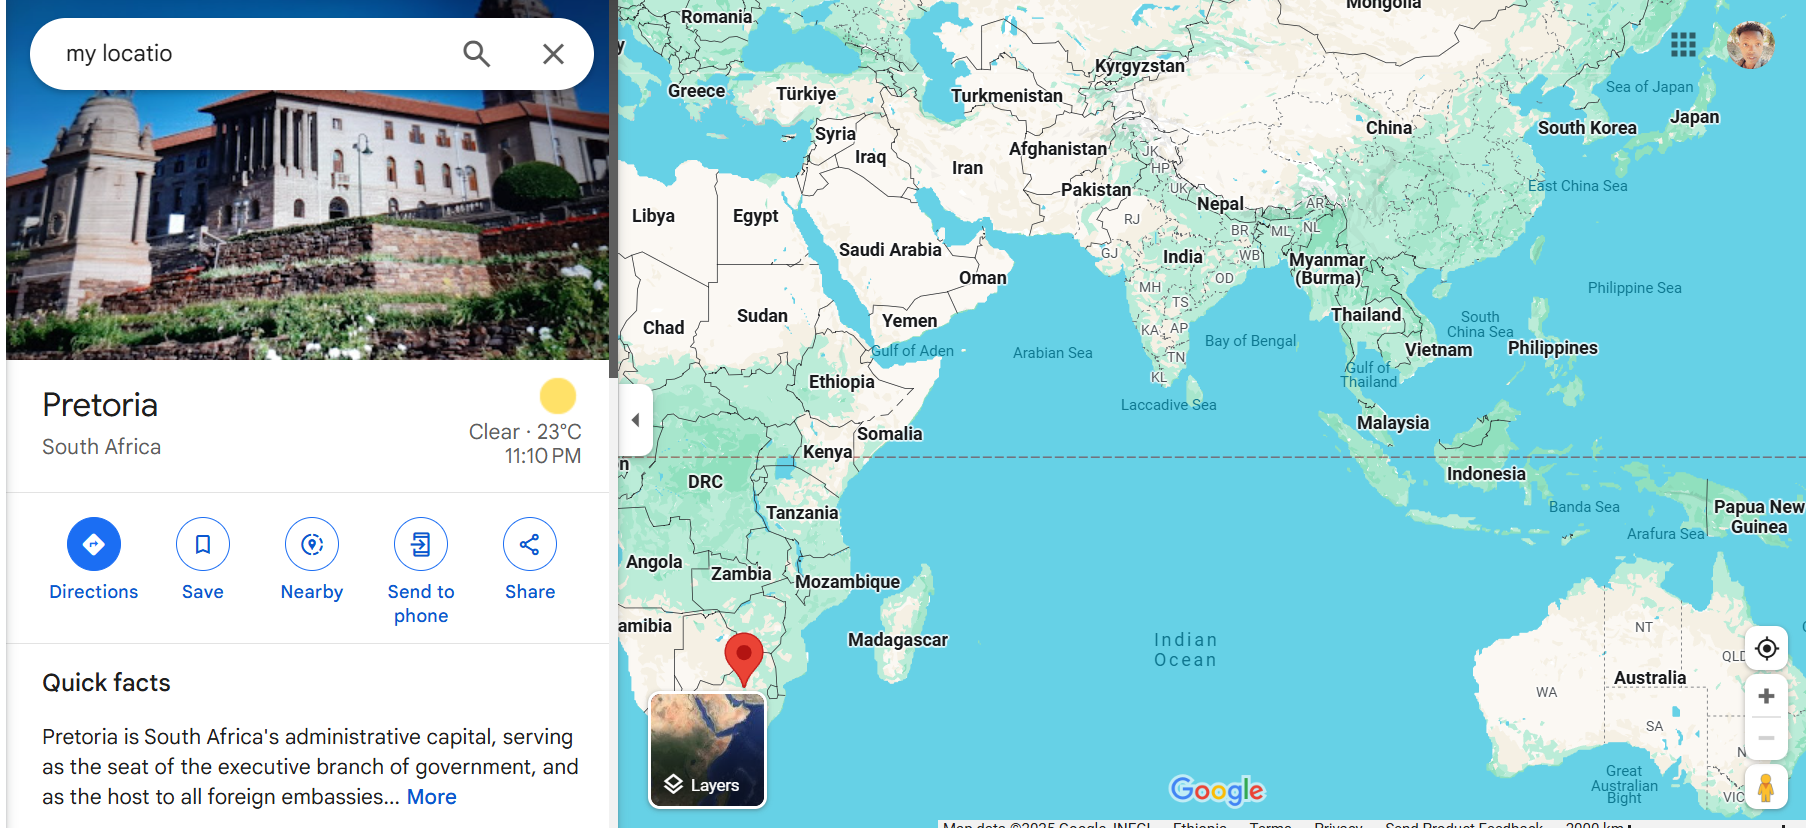 my locatio
Pretoria
South Africa
Clear · 23°C
11:10 PM
Directions
Save
Nearby
Send to
phone
Share
Quick facts
Pretoria is South Africa's administrative capital, serving
as the seat of the executive branch of government, and
as the host to all foreign embassies... More
Mongolia
Romania
Kyrgyzstan
Greece
Türkiye
Turkmenistan
Sea of Japan
Japan
South Korea
China
Syria
Iraq
Iran
Afghanistan
JK
HP
UK
Pakistan
Nepal
AR
East China Sea
Libya
Egypt
RJ
BR
ML
NL
Saudi Arabia
GJ
India
WB
Myanmar
(Burma)
Oman
OD
MH
Philippine Sea
TS
Chad
Sudan
Yemen
KA
AP
Thailand
South
China Sea
Bay of Bengal
Gulf of Aden
Arabian Sea
TN
Vietnam
Philippines
KL
Gulf of
Thailand
Ethiopia
Laccadive Sea
Malaysia
Somalia
Kenya
n
DRC
Indonesia
Tanzania
Banda Sea
Papua New
Guinea
Arafura Sea
Angola
Zambia
Mozambique
amibia
Madagascar
Indian
Ocean
NT
QLD
Australia
WA
SA
N
Great
Australian
Bight
VIC
Layers
Google
Map data ©2025 Google, INEGI
Ethiopia
Terms
Privacy
Send Product Feedback
2000 km